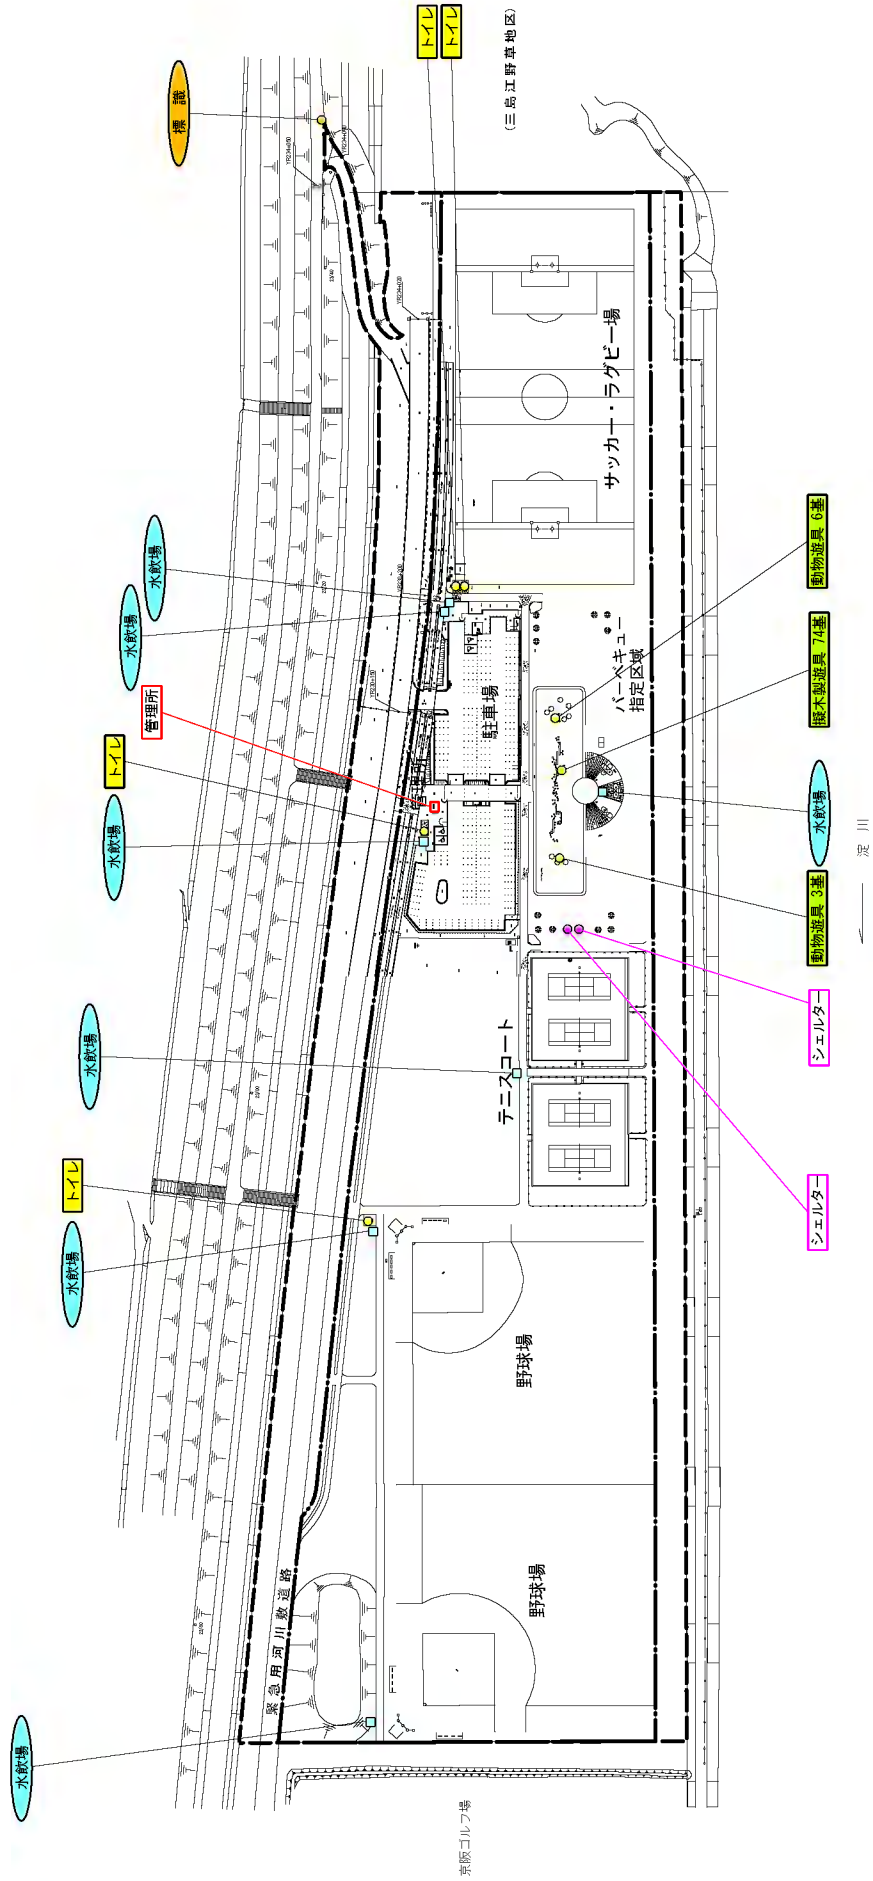 水飲場
水飲場
トイレ
水飲場
水飲場
トイレ
管理所
水飲場
水飲場
標　識
トイレ
トイレ
(三島江野草地区)
緊急用河川敷道路
野球場
野球場
テニスコート
駐車場
バーベキュー
指定区域
サッカー・ラグビー場
シェルター
シェルター
動物遊具 3基
水飲場
擬木製遊具 74基
動物遊具 6基
淀川
京阪ゴルフ場